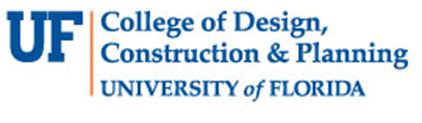 UF
College of Design,
Construction & Planning
UNIVERSITY of FLORIDA